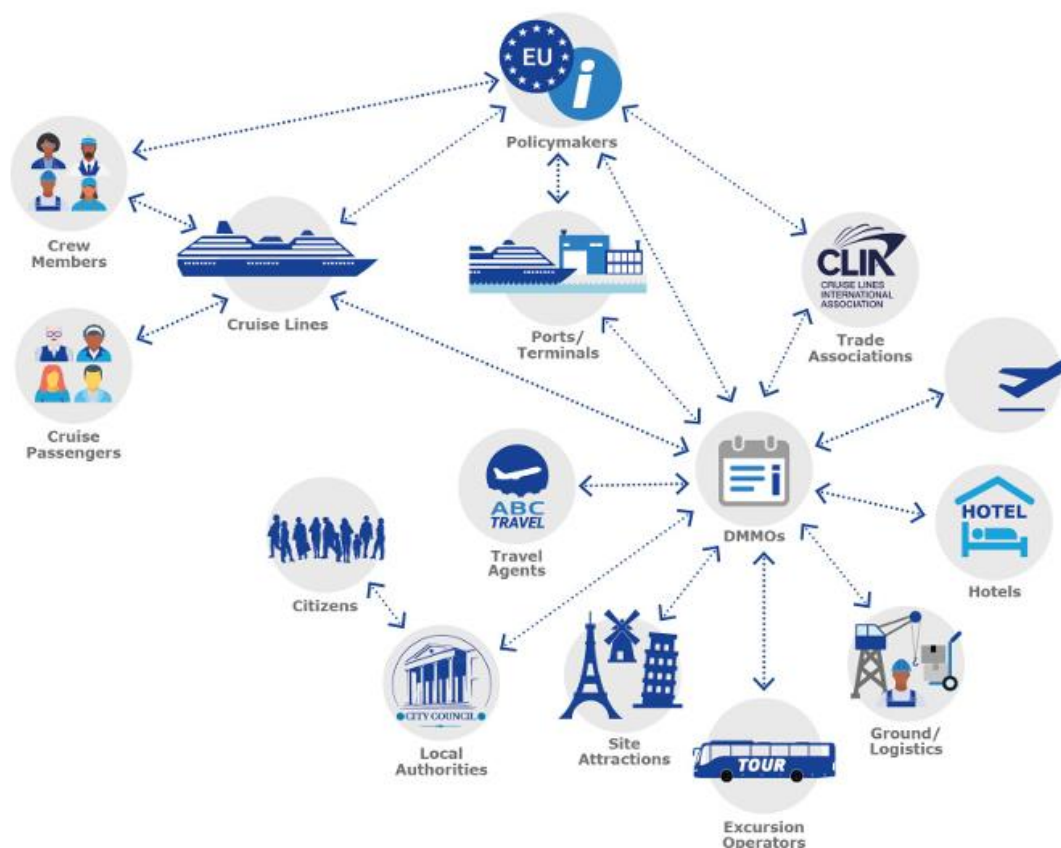 EU
i
Policymakers
Crew
Members
Cruise Lines
Ports/
Terminals
CLIA
CRUISE LINES
INTERNATIONAL
ASSOCIATION
Trade
Associations
Cruise
Passengers
ABC
TRAVEL
Travel
Agents
i
DMMOs
HOTEL
Hotels
Citizens
CITY COUNCIL
Local
Authorities
Site
Attractions
TOUR
Excursion
Operators
Ground/
Logistics